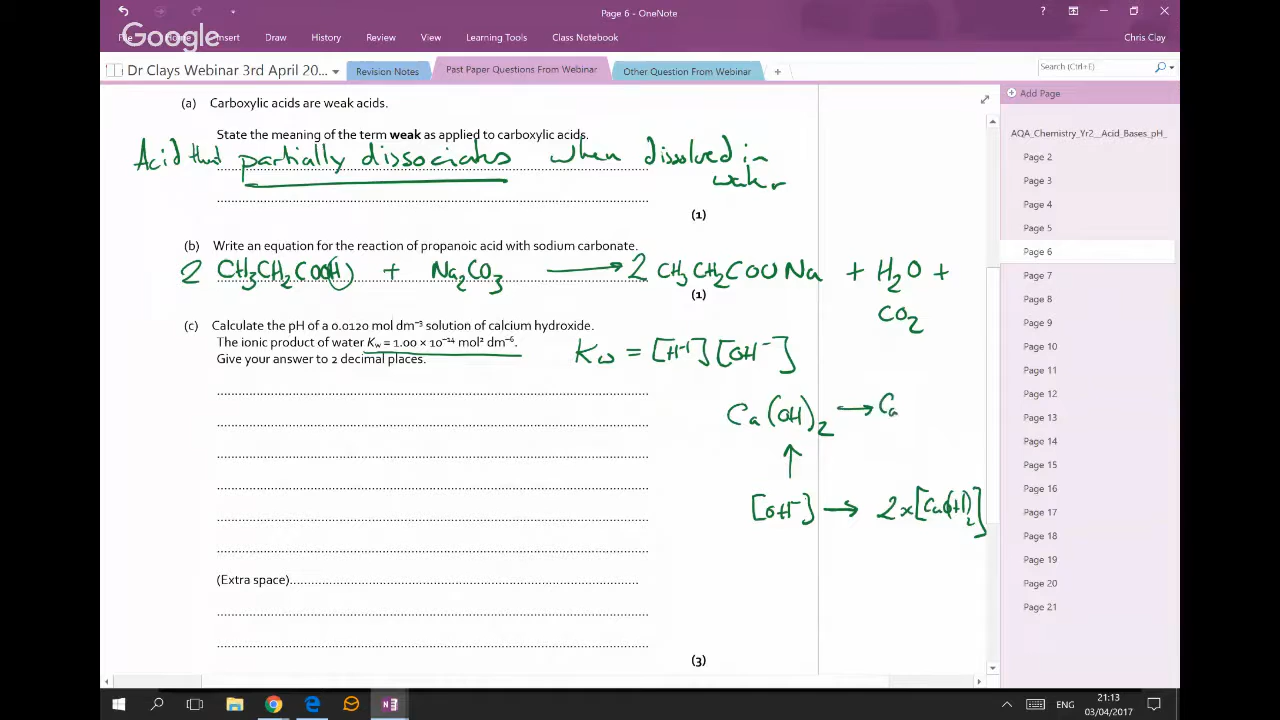 Page 6 - OneNote
Google
Insert Draw History Review View Learning Tools Class Notebook Chris Clay
Dr Clays Webinar 3rd April 20... Revision Notes Past Paper Questions From Webinar Other Question From Webinar + Search (Ctrl+E)
Add Page
AQA_Chemistry_Yr2__Acid_Bases_pH_
Page 2
Page 3
Page 4
Page 5
Page 6
Page 7
Page 8
Page 9
Page 10
Page 11
Page 12
Page 13
Page 14
Page 15
Page 16
Page 17
Page 18
Page 19
Page 20
Page 21
(a) Carboxylic acids are weak acids.
State the meaning of the term weak as applied to carboxylic acids.
Acid that partially dissociates when dissolved in
water
(1)
(b) Write an equation for the reaction of propanoic acid with sodium carbonate.
2 CH3CH2COOH + Na2CO3 → 2 CH3CH2COONa + H2O +
CO2
(1)
(c) Calculate the pH of a 0.0120 mol dm⁻³ solution of calcium hydroxide.
The ionic product of water Kw = 1.00 × 10⁻¹⁴ mol² dm⁻⁶.
Give your answer to 2 decimal places.
Kw = [H⁺][OH⁻]
Ca(OH)2 → Ca
↑
[OH⁻] → 2×[Ca(OH)2]
(Extra space)
(3)
ENG
21:13
03/04/2017